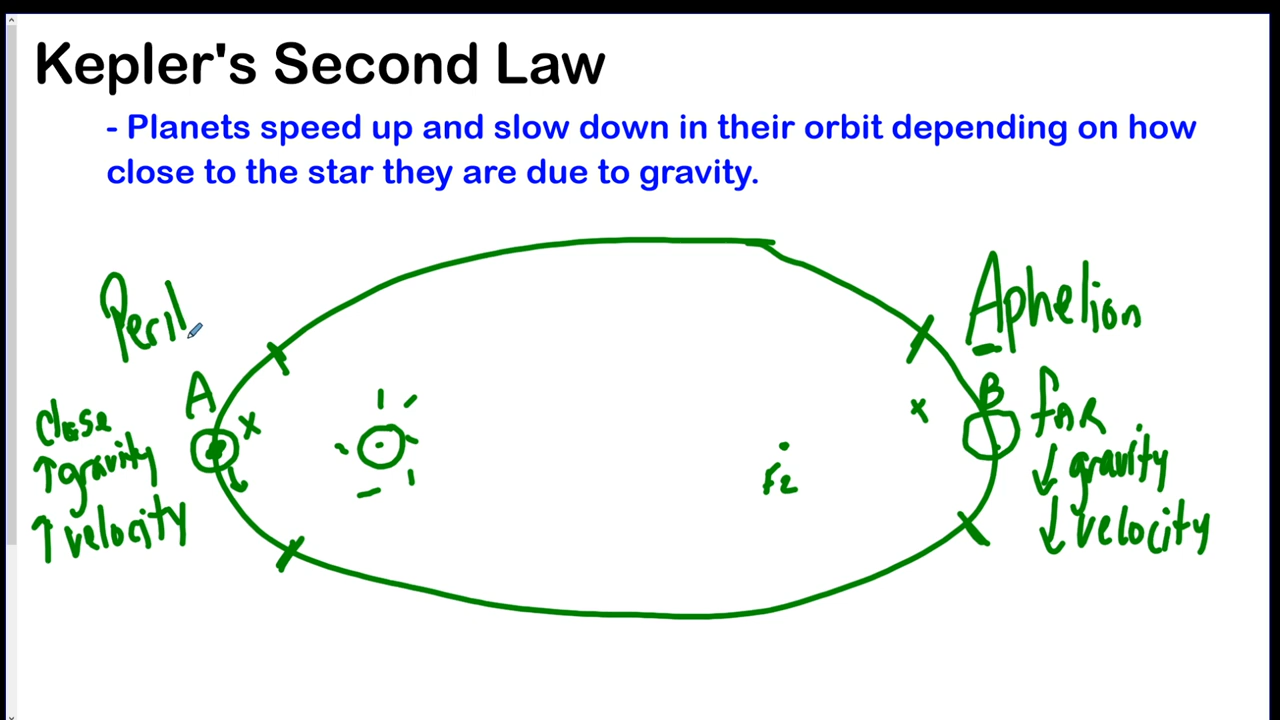 Kepler's Second Law
- Planets speed up and slow down in their orbit depending on how
close to the star they are due to gravity.
Peril
Aphelion
A
close
↑ gravity
↑ velocity
x
F2
x
B
fAR
↓ gravity
↓ velocity